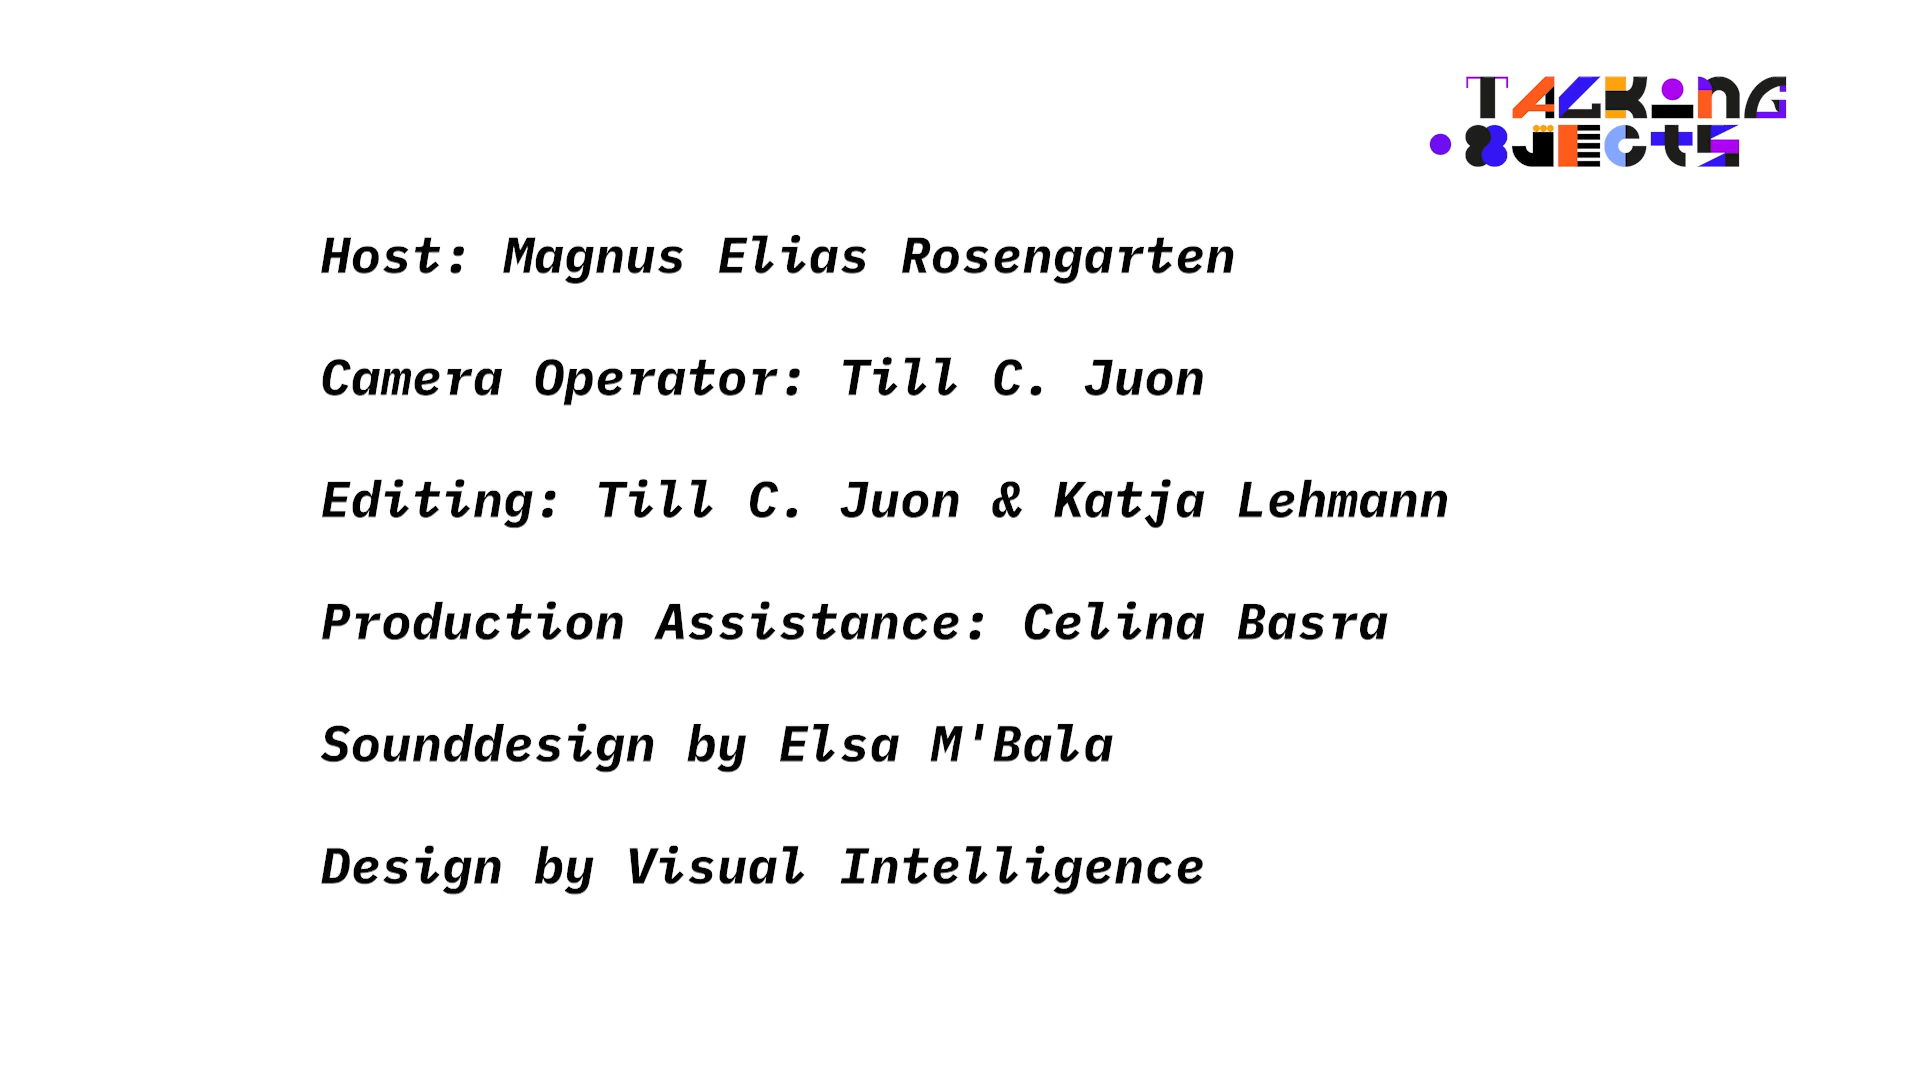 TALKiNG
OBJECtS
Host: Magnus Elias Rosengarten
Camera Operator: Till C. Juon
Editing: Till C. Juon & Katja Lehmann
Production Assistance: Celina Basra
Sounddesign by Elsa M'Bala
Design by Visual Intelligence